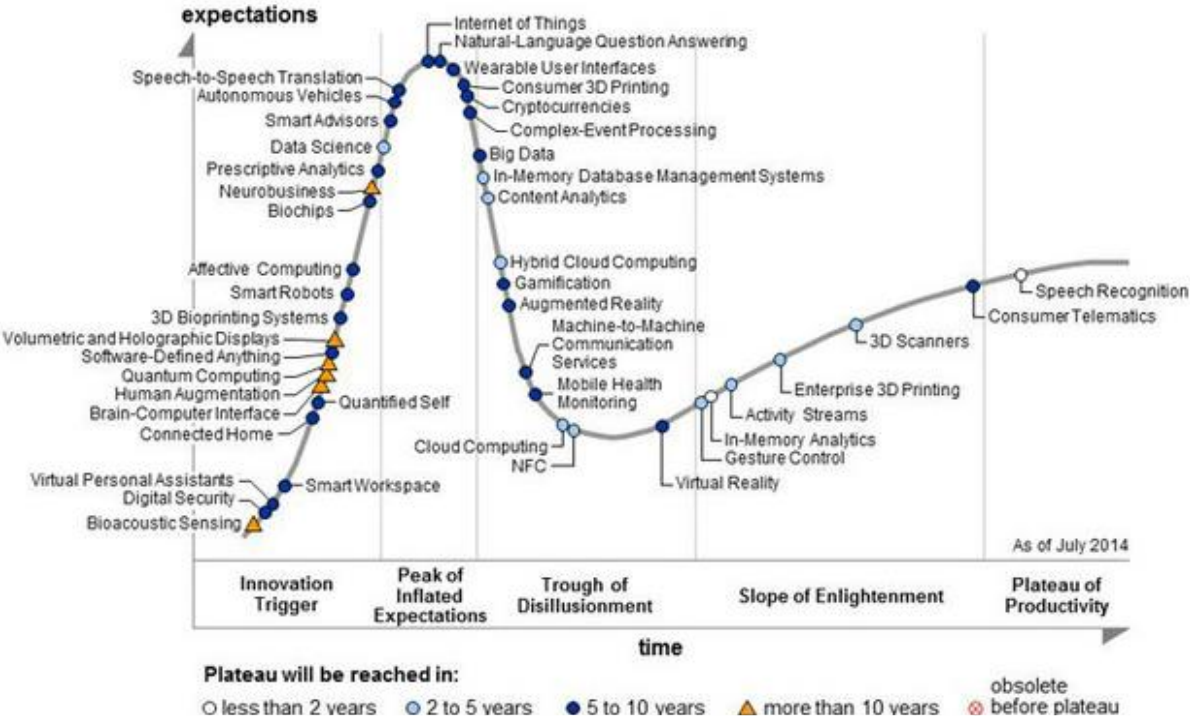 expectations
Internet of Things
Natural-Language Question Answering
Wearable User Interfaces
Consumer 3D Printing
Cryptocurrencies
Complex-Event Processing
Speech-to-Speech Translation
Autonomous Vehicles
Smart Advisors
Data Science
Prescriptive Analytics
Neurobusiness
Biochips
Big Data
In-Memory Database Management Systems
Content Analytics
Affective Computing
Smart Robots
3D Bioprinting Systems
Volumetric and Holographic Displays
Software-Defined Anything
Quantum Computing
Human Augmentation
Brain-Computer Interface
Connected Home
Quantified Self
Virtual Personal Assistants
Digital Security
Bioacoustic Sensing
Smart Workspace
Hybrid Cloud Computing
Gamification
Augmented Reality
Machine-to-Machine
Communication
Services
Mobile Health
Monitoring
Cloud Computing
NFC
Virtual Reality
Gesture Control
In-Memory Analytics
Activity Streams
Enterprise 3D Printing
3D Scanners
Consumer Telematics
Speech Recognition
As of July 2014
Innovation
Trigger
Peak of
Inflated
Expectations
Trough of
Disillusionment
Slope of Enlightenment
Plateau of
Productivity
time
Plateau will be reached in:
less than 2 years
2 to 5 years
5 to 10 years
more than 10 years
obsolete
before plateau